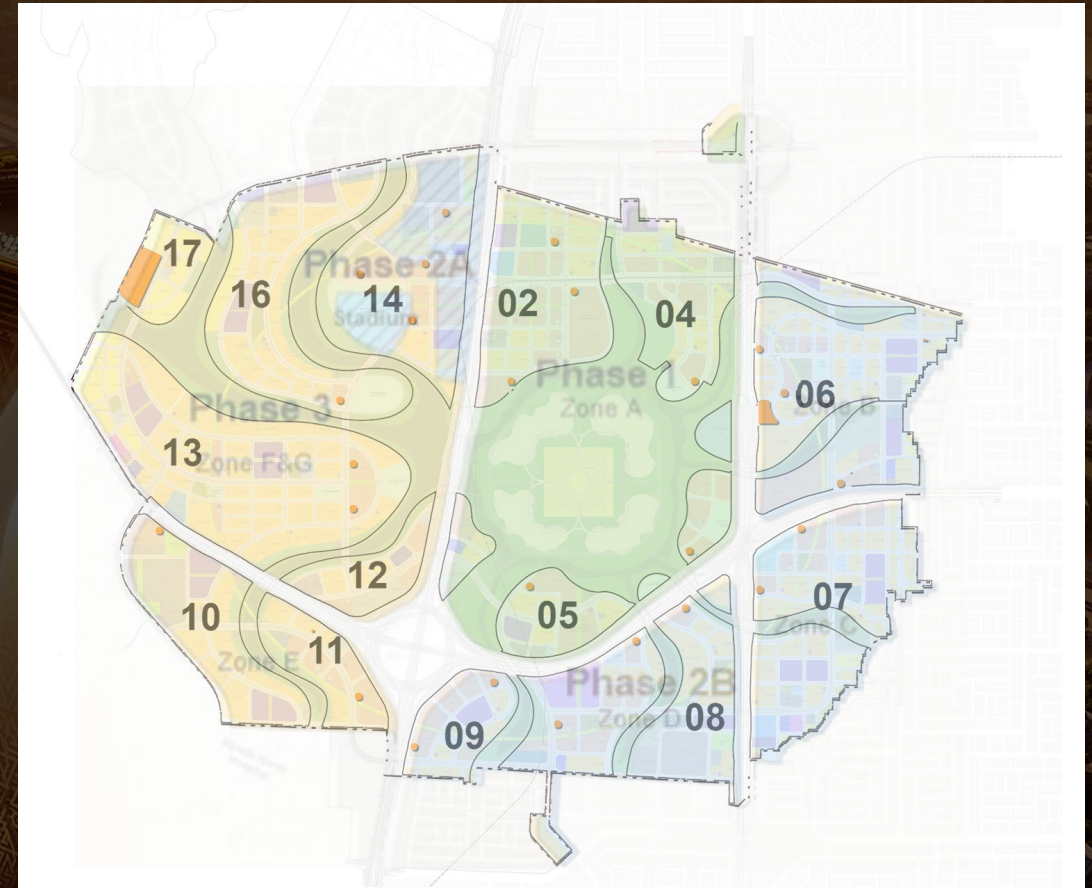 17
16
Phase 2A
14
Stadium
02
04
Phase 1
Zone A
06
Zone B
Phase 3
13
Zone F&G
12
10
11
Zone E
05
07
Zone C
Phase 2B
Zone D
08
09